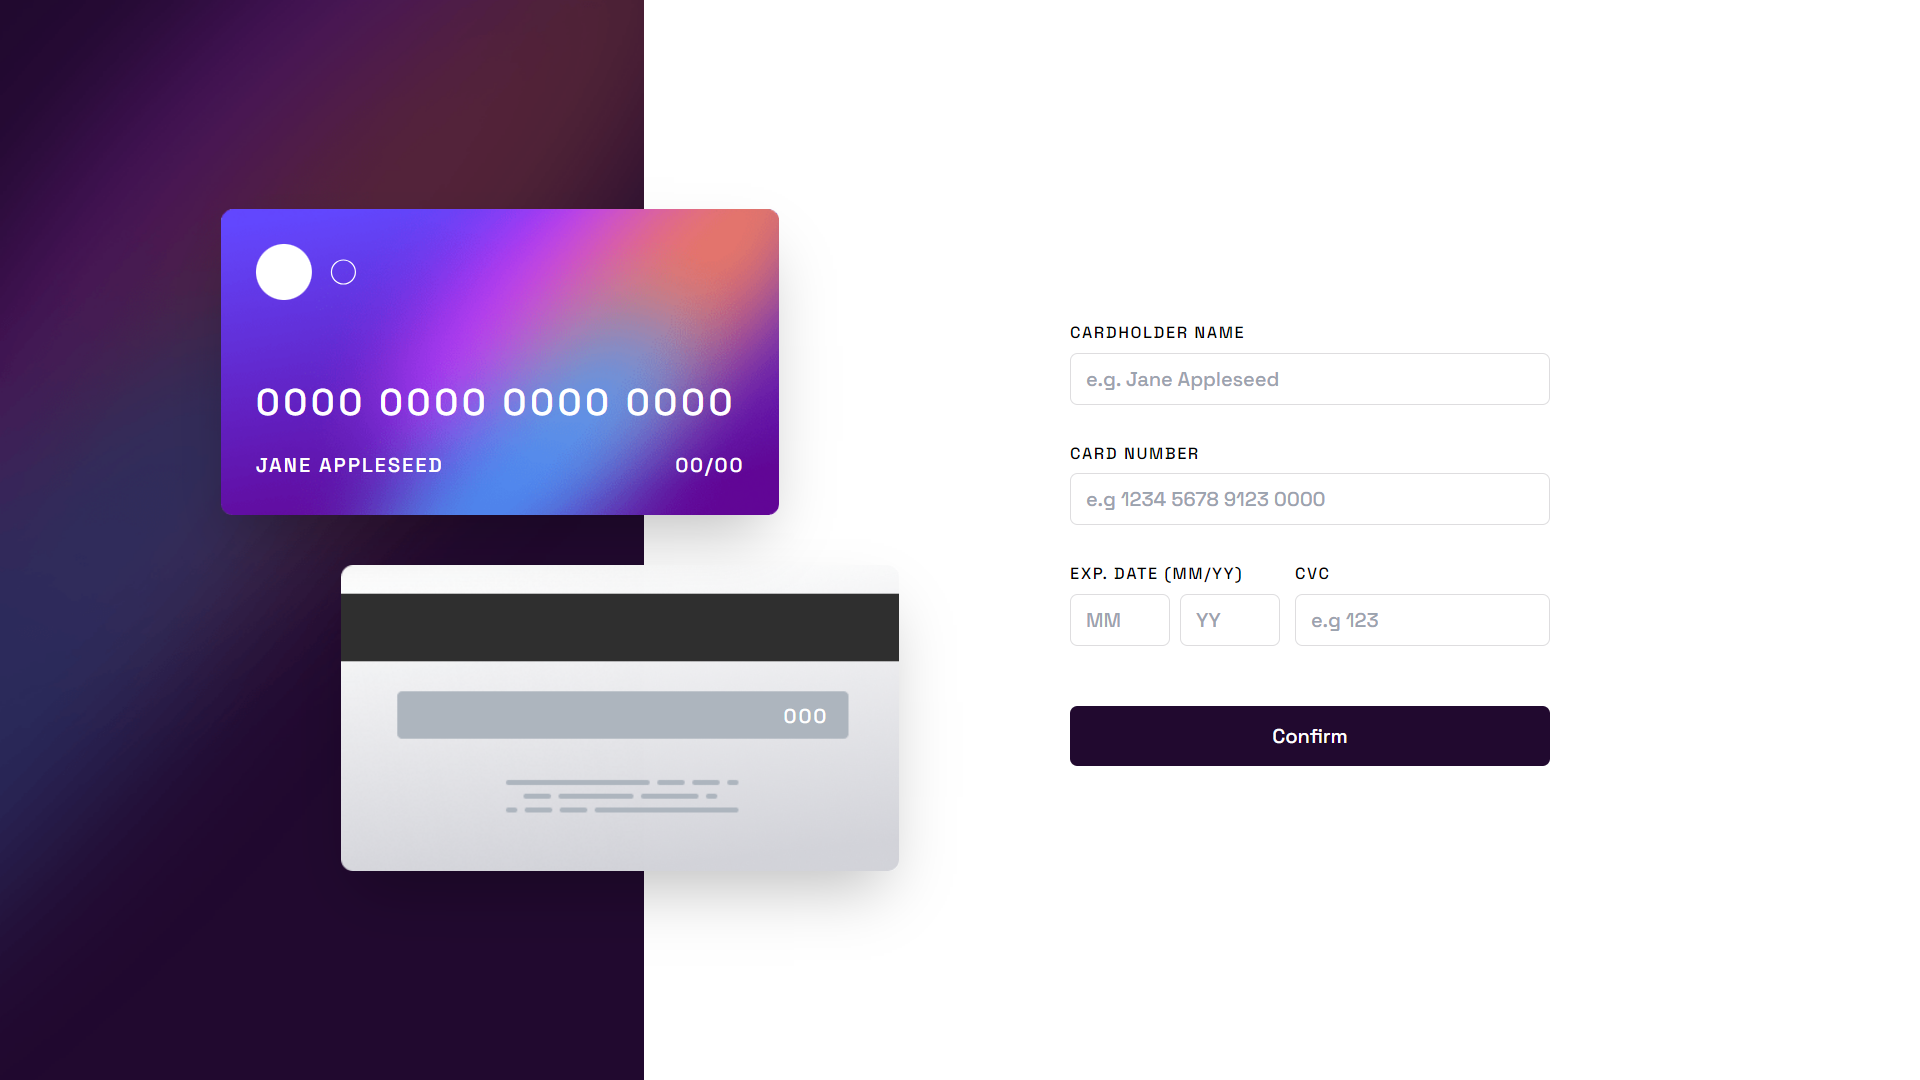 0000 0000 0000 0000
JANE APPLESEED 00/00
000
CARDHOLDER NAME
e.g. Jane Appleseed
CARD NUMBER
e.g 1234 5678 9123 0000
EXP. DATE (MM/YY) CVC
MM YY e.g 123
Confirm